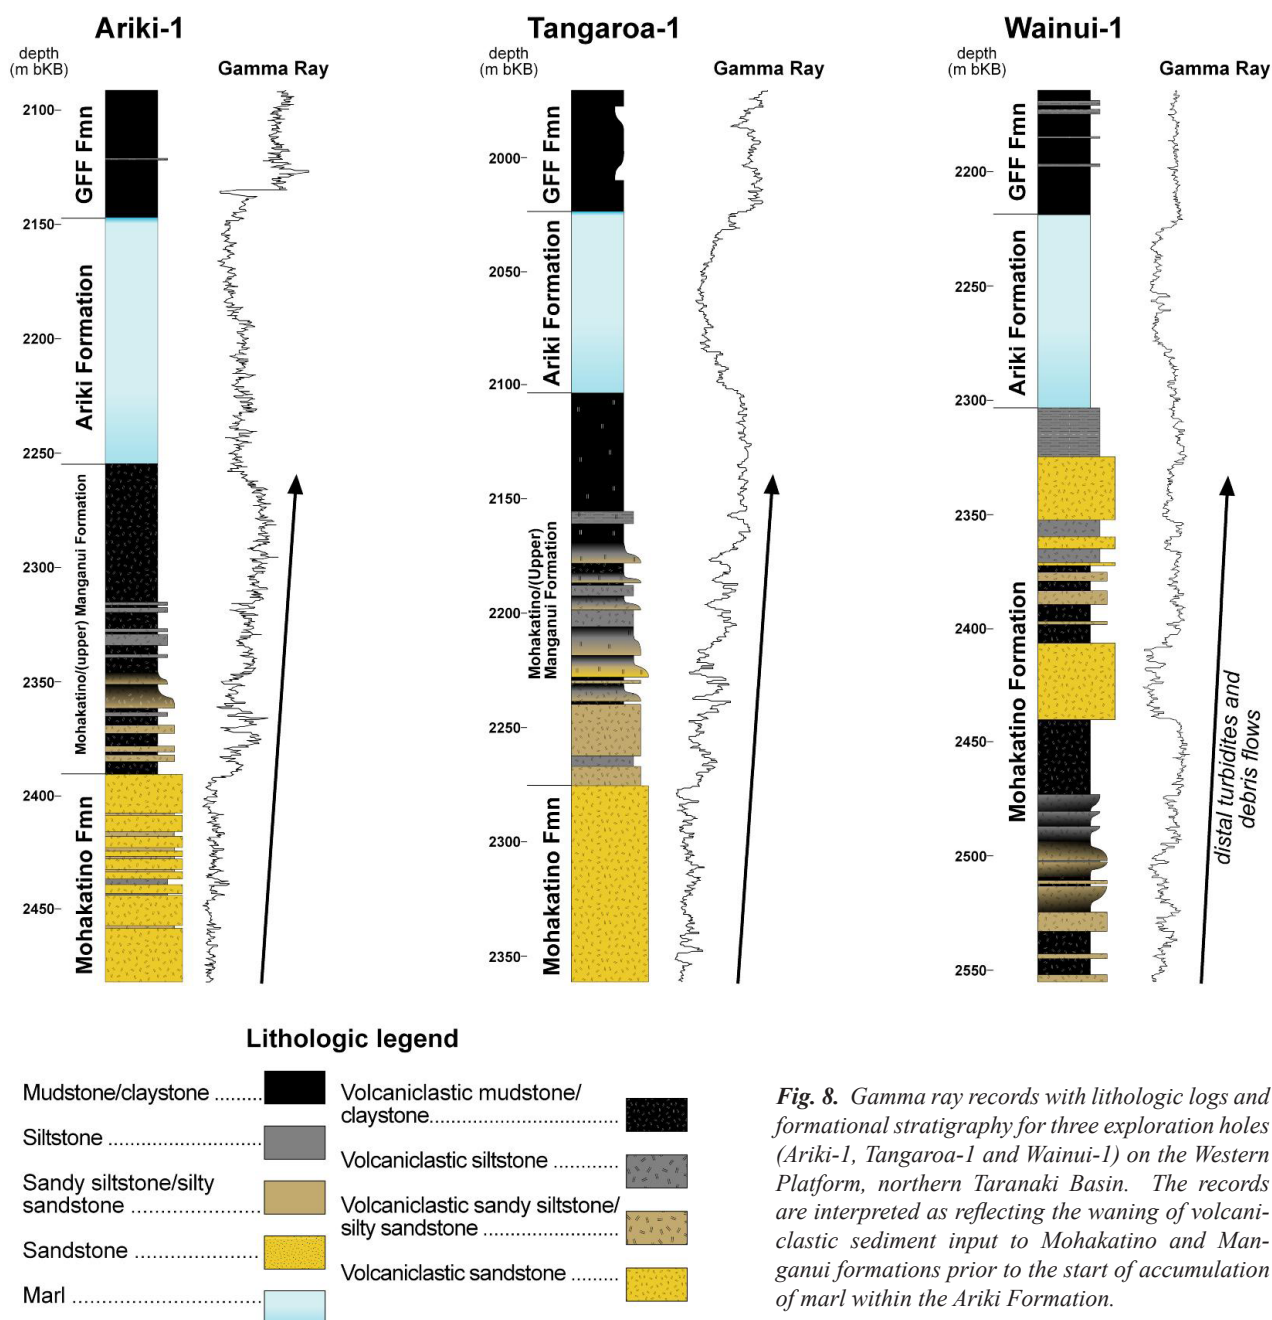 Ariki-1
depth
(m bKB)
Gamma Ray
2100
2150
2200
2250
2300
2350
2400
2450
GFF Fmn
Ariki Formation
Mohakatino/(upper) Manganui Formation
Mohakatino Fmn
Tangaroa-1
depth
(m bKB)
Gamma Ray
2000
2050
2100
2150
2200
2250
2300
2350
GFF Fmn
Ariki Formation
Mohakatino/(Upper)
Manganui Formation
Mohakatino Fmn
Wainui-1
depth
(m bKB)
Gamma Ray
2200
2250
2300
2350
2400
2450
2500
2550
GFF Fmn
Ariki Formation
Mohakatino Formation
distal turbidites and
debris flows
Lithologic legend
Mudstone/claystone ........
Siltstone ......................
Sandy siltstone/silty
sandstone ..................
Sandstone ..................
Marl ............................
Volcaniclastic mudstone/
claystone............................
Volcaniclastic siltstone ...........
Volcaniclastic sandy siltstone/
silty sandstone ....................
Volcaniclastic sandstone ........
Fig. 8. Gamma ray records with lithologic logs and
formational stratigraphy for three exploration holes
(Ariki-1, Tangaroa-1 and Wainui-1) on the Western
Platform, northern Taranaki Basin. The records
are interpreted as reflecting the waning of volcani-
clastic sediment input to Mohakatino and Man-
ganui formations prior to the start of accumulation
of marl within the Ariki Formation.